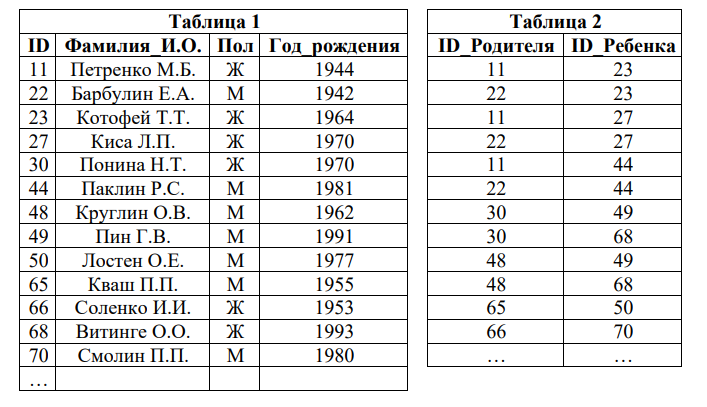 Таблица 1
ID Фамилия_И.О. Пол Год_рождения
11 Петренко М.Б. Ж 1944
22 Барбулин Е.А. М 1942
23 Котофей Т.Т. Ж 1964
27 Киса Л.П. Ж 1970
30 Понина Н.Т. Ж 1970
44 Паклин Р.С. М 1981
48 Круглин О.В. М 1962
49 Пин Г.В. М 1991
50 Лостен О.Е. М 1977
65 Кваш П.П. М 1955
66 Соленко И.И. Ж 1953
68 Витинге О.О. Ж 1993
70 Смолин П.П. М 1980
…
Таблица 2
ID_Родителя ID_Ребенка
11 23
22 23
11 27
22 27
11 44
22 44
30 49
30 68
48 49
48 68
65 50
66 70
… …